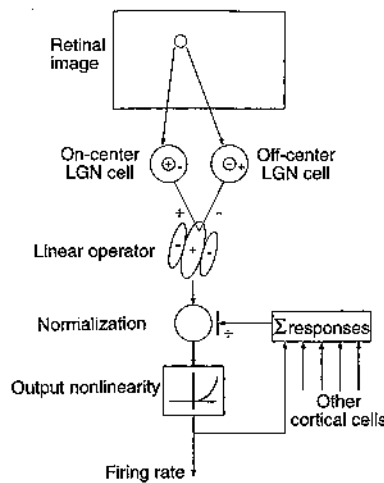 Retinal
image
On-center
LGN cell
Off-center
LGN cell
+ -
- +
+ -
Linear operator
- + -
Normalization
÷
Σ responses
Output nonlinearity
Other
cortical cells
Firing rate